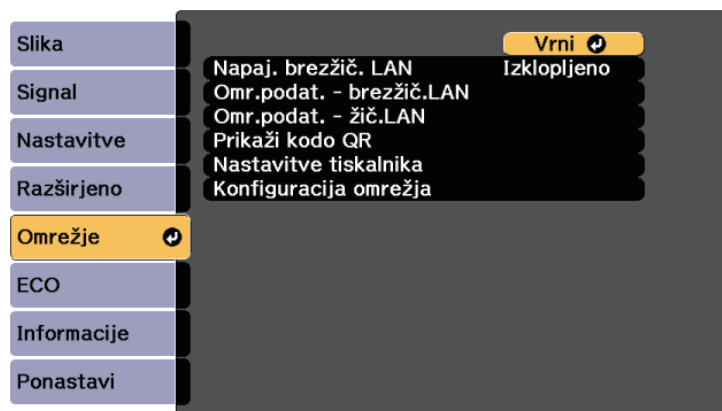 Slika
Signal
Nastavitve
Razširjeno
Omrežje
ECO
Informacije
Ponastavi
Vrni
Napaj. brezžič. LAN Izklopljeno
Omr.podat. - brezžič.LAN
Omr.podat. - žič.LAN
Prikaži kodo QR
Nastavitve tiskalnika
Konfiguracija omrežja